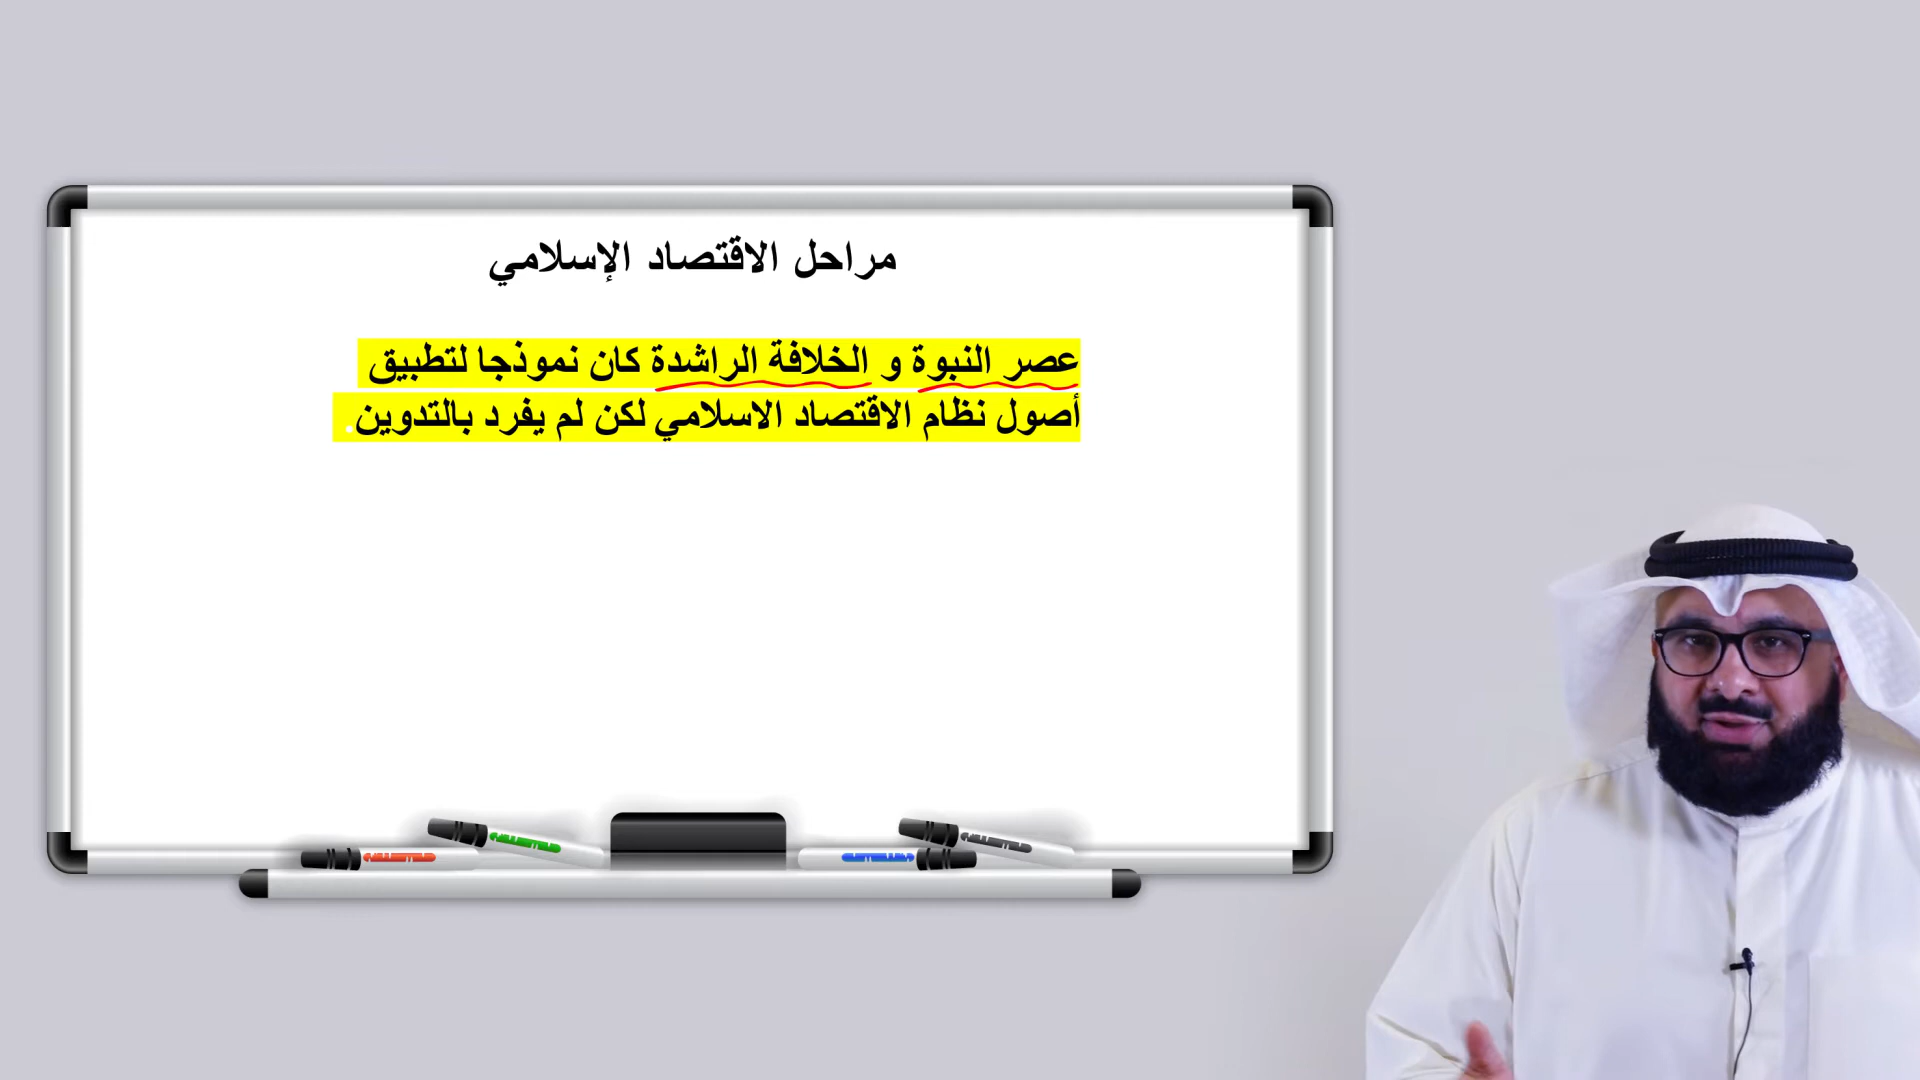 مراحل الاقتصاد الإسلامي
عصر النبوة و الخلافة الراشدة كان نموذجا لتطبيق
أصول نظام الاقتصاد الاسلامي لكن لم يفرد بالتدوين.